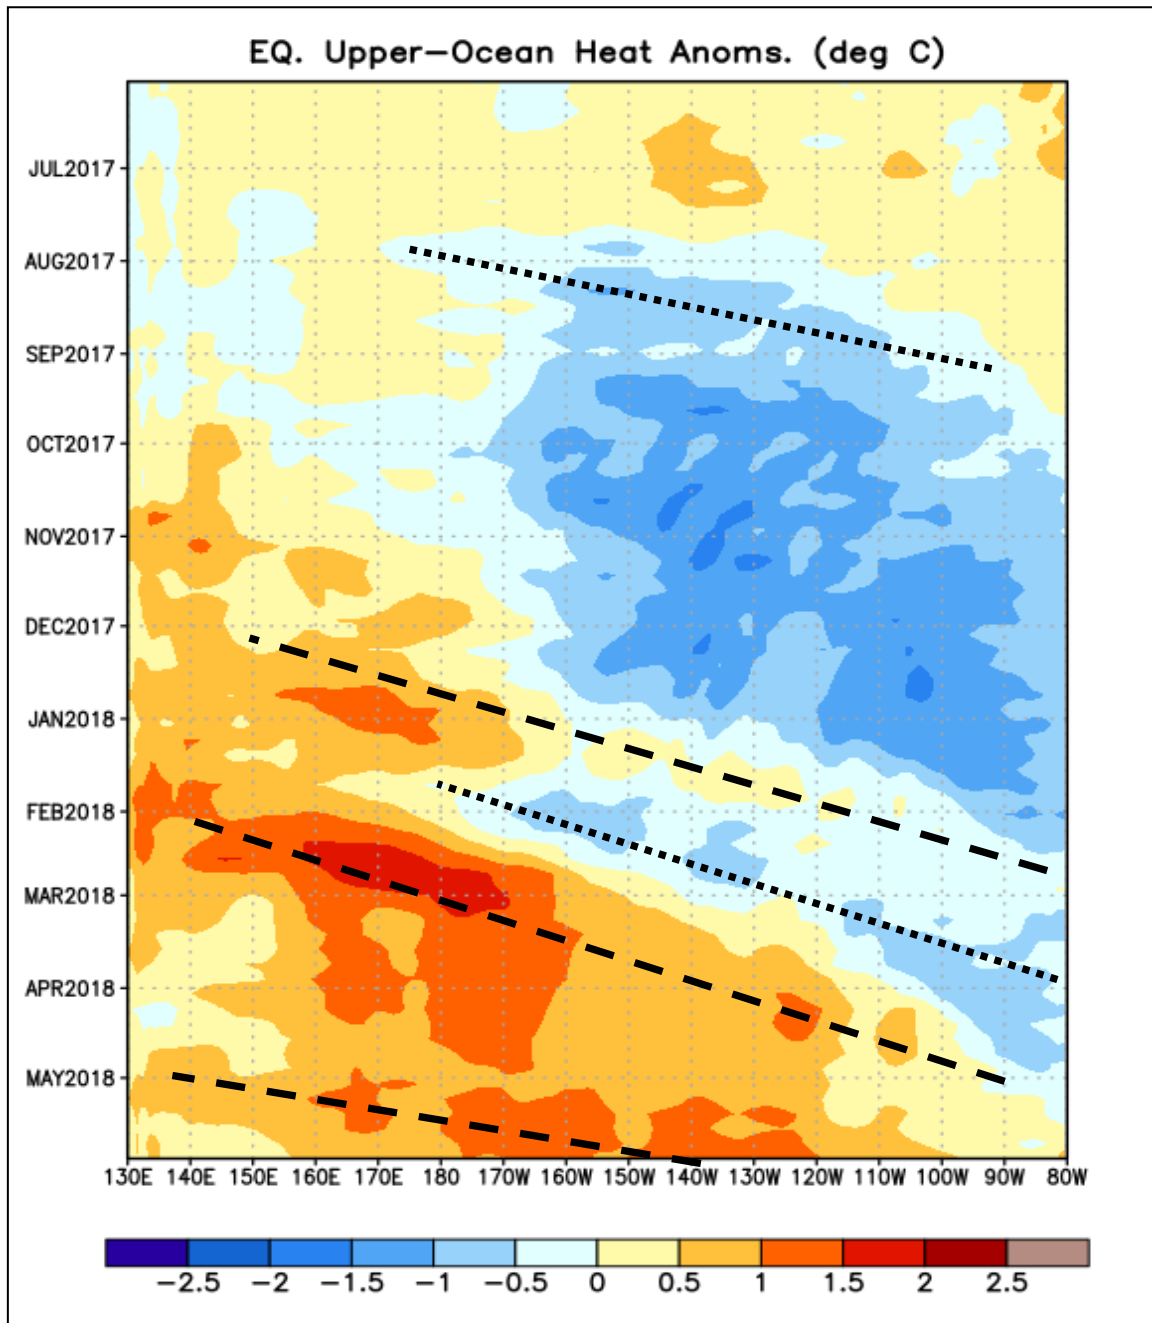 EQ. Upper-Ocean Heat Anoms. (deg C)
JUL2017
AUG2017
SEP2017
OCT2017
NOV2017
DEC2017
JAN2018
FEB2018
MAR2018
APR2018
MAY2018
130E 140E 150E 160E 170E 180 170W 160W 150W 140W 130W 120W 110W 100W 90W 80W
-2.5 -2 -1.5 -1 -0.5 0 0.5 1 1.5 2 2.5